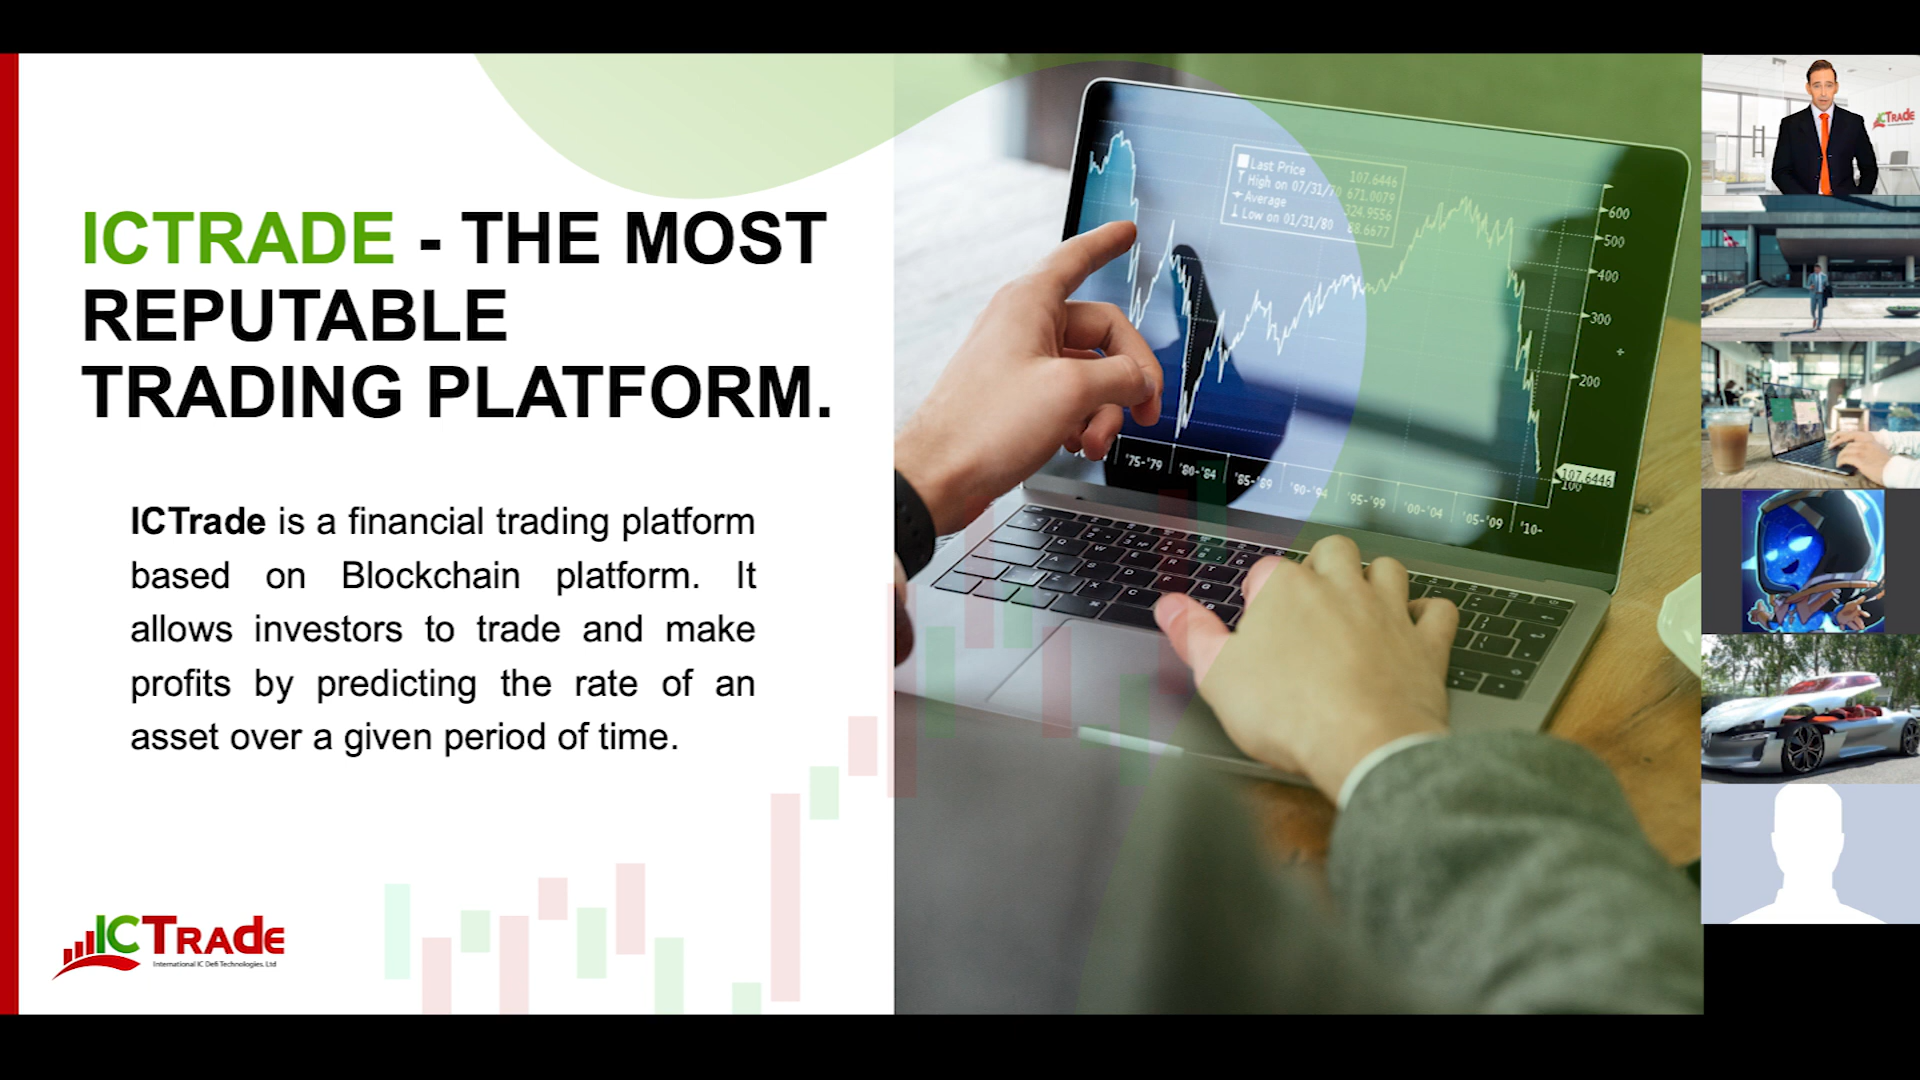 ICTRADE - THE MOST
REPUTABLE
TRADING PLATFORM.
ICTrade is a financial trading platform
based on Blockchain platform. It
allows investors to trade and make
profits by predicting the rate of an
asset over a given period of time.
ICTRADE
International IC Defi Technologies, Ltd
Last Price 107.6446
High on 07/31/70 671.0079
Average 324.9556
Low on 01/31/80 88.6677
600
500
400
300
200
107.6446
100
'75-'79 '80-'84 '85-'89 '90-'94 '95-'99 '00-'04 '05-'09 '10-
ICTRADE